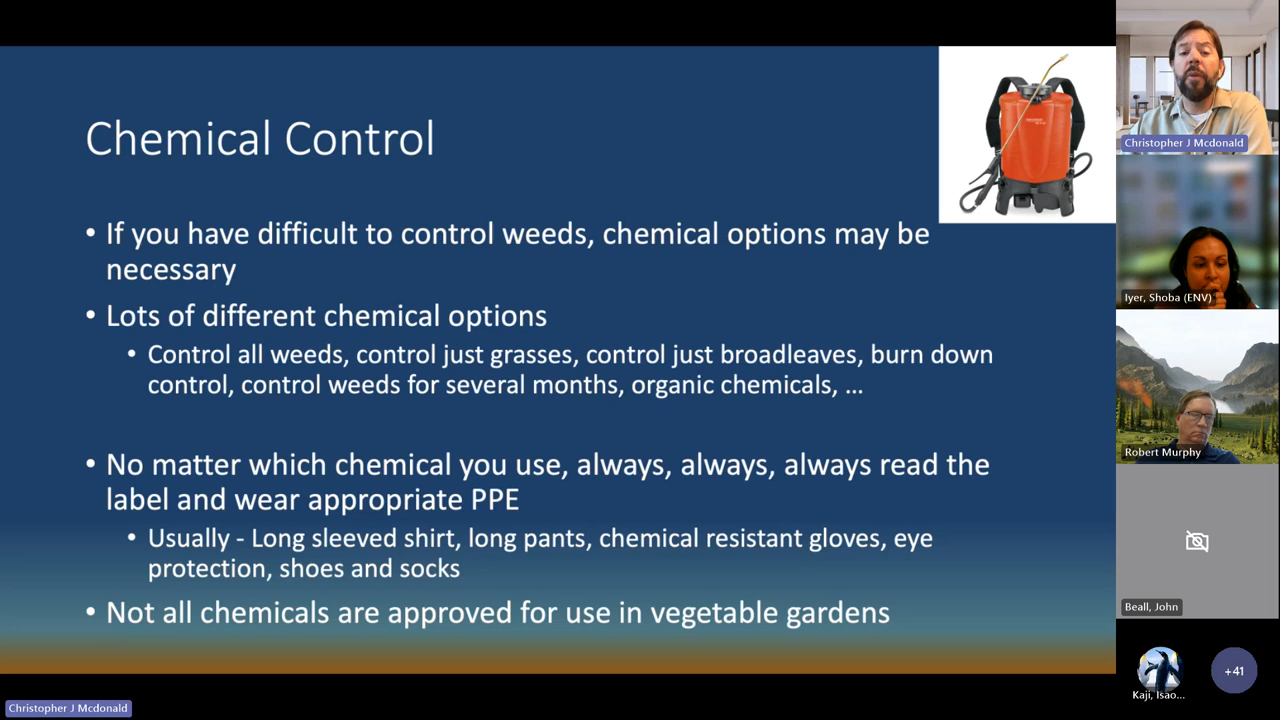 Chemical Control
• If you have difficult to control weeds, chemical options may be
necessary
• Lots of different chemical options
• Control all weeds, control just grasses, control just broadleaves, burn down
control, control weeds for several months, organic chemicals, ...
• No matter which chemical you use, always, always, always read the
label and wear appropriate PPE
• Usually - Long sleeved shirt, long pants, chemical resistant gloves, eye
protection, shoes and socks
• Not all chemicals are approved for use in vegetable gardens
Christopher J Mcdonald
Christopher J Mcdonald
Iyer, Shoba (ENV)
Robert Murphy
Beall, John
Kaji, Isao...
+41